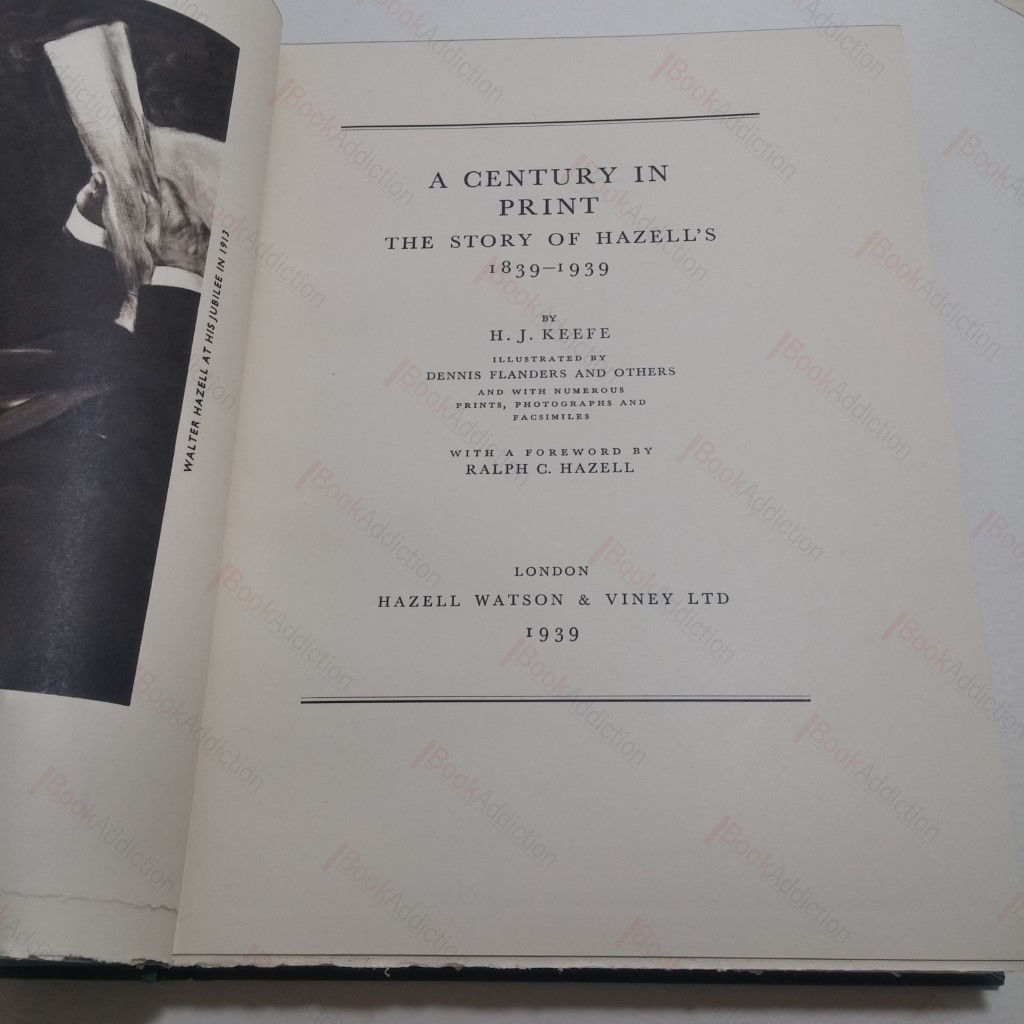 WALTER HAZELL AT HIS JUBILEE IN 1913
A CENTURY IN
PRINT
THE STORY OF HAZELL'S
1839–1939
BY
H. J. KEEFE
ILLUSTRATED BY
DENNIS FLANDERS AND OTHERS
AND WITH NUMEROUS
PRINTS, PHOTOGRAPHS AND
FACSIMILES
WITH A FOREWORD BY
RALPH C. HAZELL
LONDON
HAZELL WATSON & VINEY LTD
1939
BookAddiction